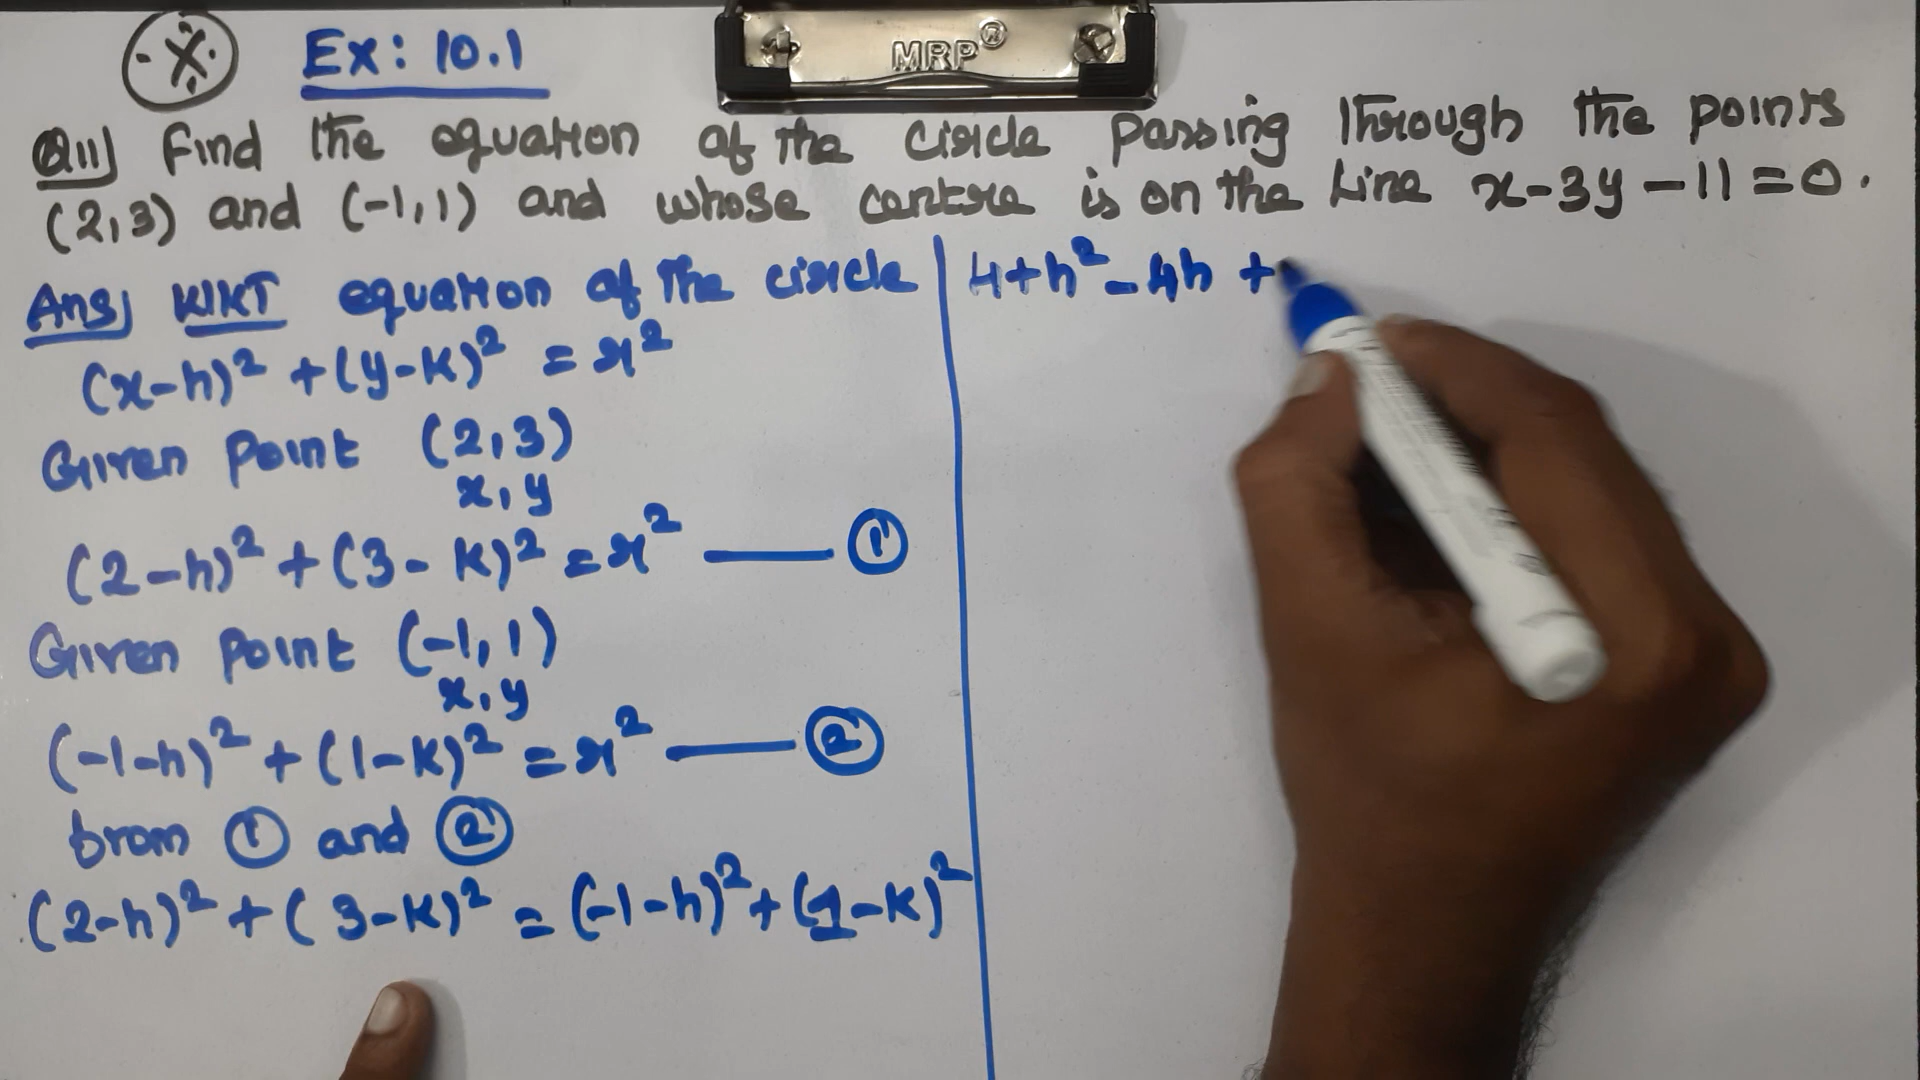 Ex: 10.1
MRP®
Q11) Find the equation of the circle passing through the points
(2,3) and (-1,1) and whose centre is on the line x-3y-11=0.
Ans) WKT equation of the circle
(x-h)² + (y-k)² = r²
Given point (2,3)
x,y
(2-h)² + (3-k)² = r² —— ①
Given point (-1,1)
x,y
(-1-h)² + (1-k)² = r² —— ②
from ① and ②
(2-h)² + (3-k)² = (-1-h)² + (1-k)²
4+h²-4h +